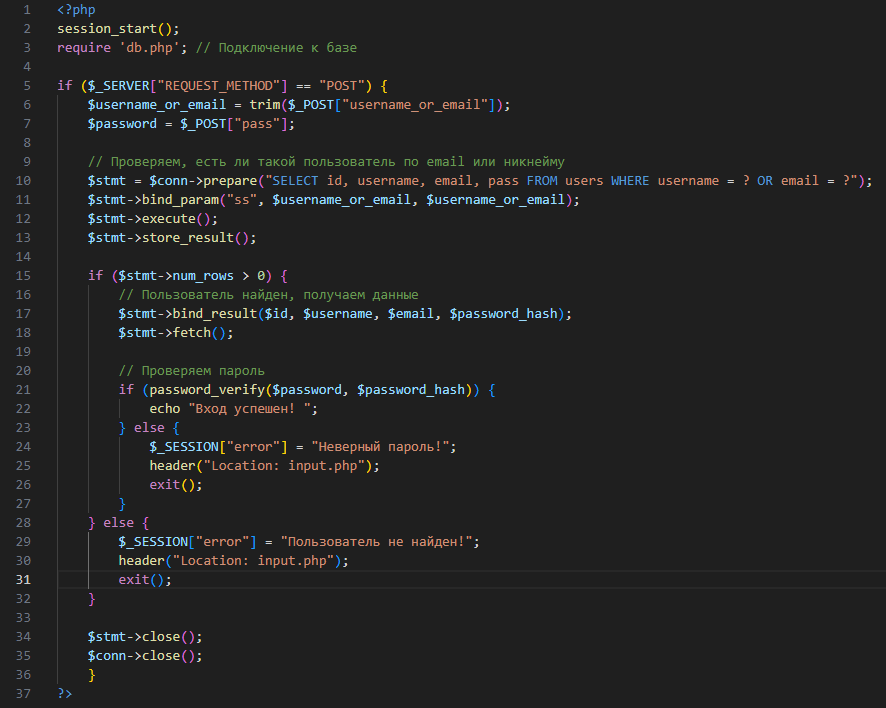 1 <?php
2 session_start();
3 require 'db.php'; // Подключение к базе
4
5 if ($_SERVER["REQUEST_METHOD"] == "POST") {
6     $username_or_email = trim($_POST["username_or_email"]);
7     $password = $_POST["pass"];
8
9     // Проверяем, есть ли такой пользователь по email или никнейму
10     $stmt = $conn->prepare("SELECT id, username, email, pass FROM users WHERE username = ? OR email = ?");
11     $stmt->bind_param("ss", $username_or_email, $username_or_email);
12     $stmt->execute();
13     $stmt->store_result();
14
15     if ($stmt->num_rows > 0) {
16         // Пользователь найден, получаем данные
17         $stmt->bind_result($id, $username, $email, $password_hash);
18         $stmt->fetch();
19
20         // Проверяем пароль
21         if (password_verify($password, $password_hash)) {
22             echo "Вход успешен! ";
23         } else {
24             $_SESSION["error"] = "Неверный пароль!";
25             header("Location: input.php");
26             exit();
27         }
28     } else {
29         $_SESSION["error"] = "Пользователь не найден!";
30         header("Location: input.php");
31         exit();
32     }
33
34     $stmt->close();
35     $conn->close();
36     }
37 ?>